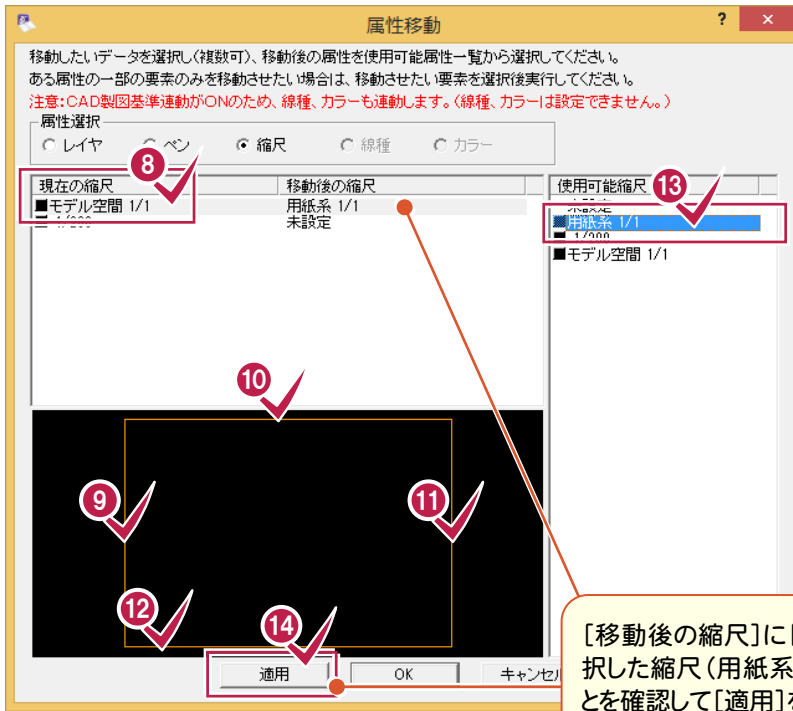 属性移動
? ×
移動したいデータを選択し(複数可)、移動後の属性を使用可能属性一覧から選択してください。
ある属性の一部の要素のみを移動させたい場合は、移動させたい要素を選択後実行してください。
注意:CAD製図基準連動がONのため、線種、カラーも連動します。(線種、カラーは設定できません。)
属性選択
レイヤ ペン 縮尺 線種 カラー
8
現在の縮尺 移動後の縮尺
■モデル空間 1/1 用紙系 1/1
未設定
使用可能縮尺
13
未設定
■用紙系 1/1
■モデル空間 1/1
10
9
11
12
14
適用 OK キャンセル
[移動後の縮尺]に
択した縮尺(用紙系
とを確認して[適用]を